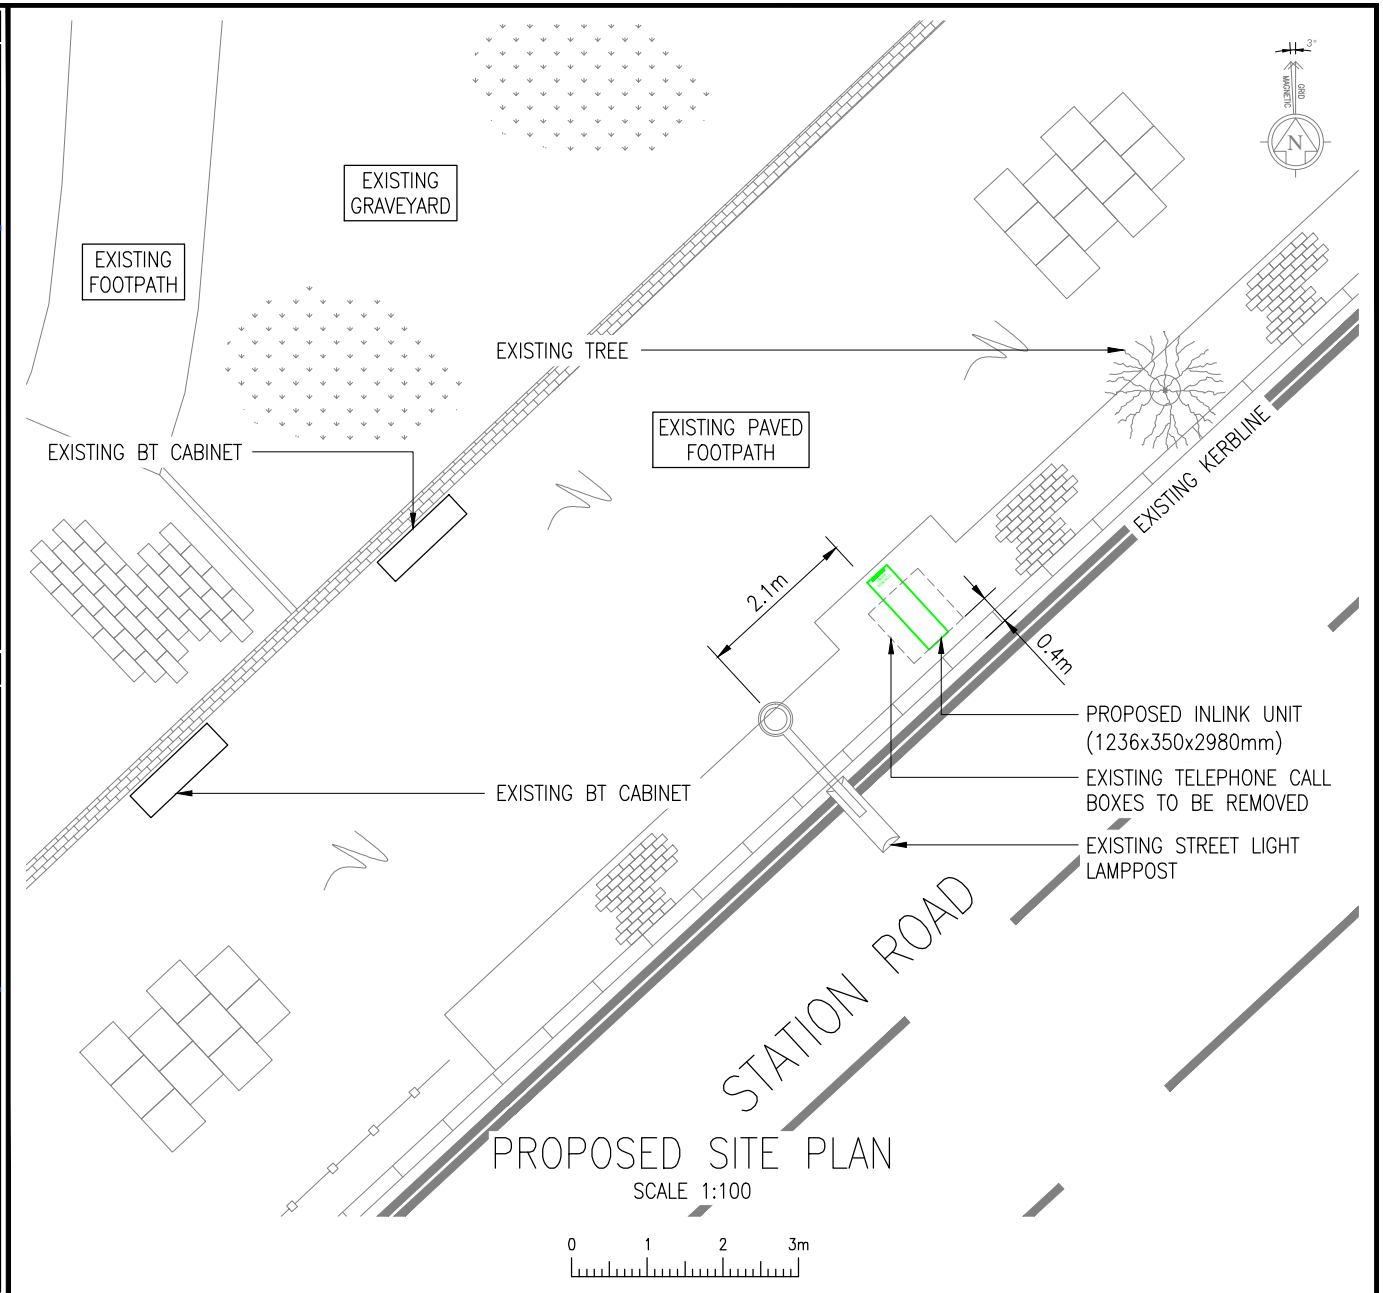 3°
MAGNETIC
GRID
N
EXISTING
GRAVEYARD
EXISTING
FOOTPATH
EXISTING TREE
EXISTING PAVED
FOOTPATH
EXISTING BT CABINET
EXISTING KERBLINE
2.1m
0.4m
PROPOSED INLINK UNIT
(1236x350x2980mm)
EXISTING TELEPHONE CALL
BOXES TO BE REMOVED
EXISTING BT CABINET
EXISTING STREET LIGHT
LAMPPOST
STATION ROAD
PROPOSED SITE PLAN
SCALE 1:100
0 1 2 3m